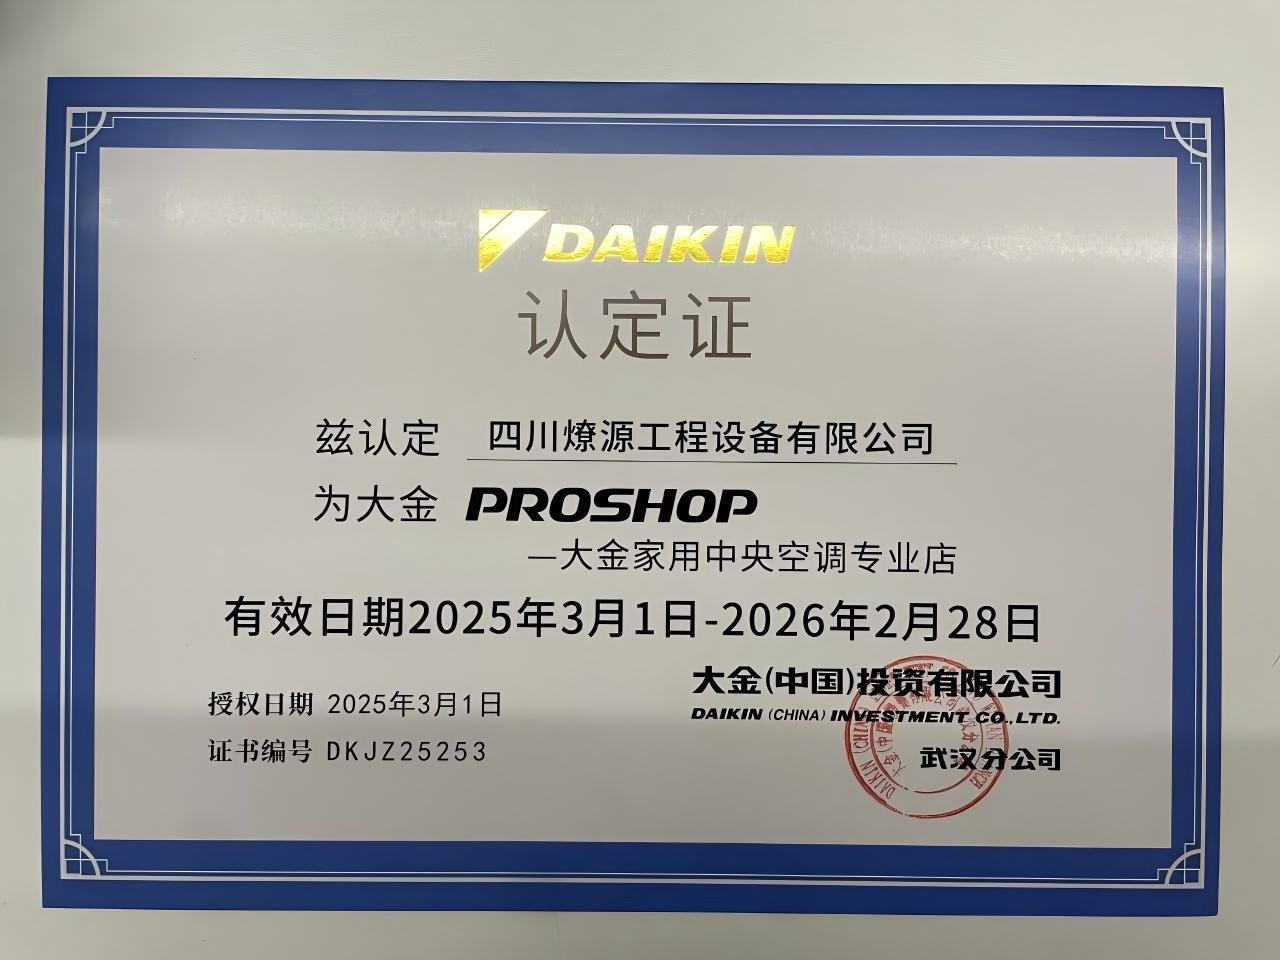 DAIKIN
认定证
兹认定 四川燎源工程设备有限公司
为大金 PROSHOP
—大金家用中央空调专业店
有效日期2025年3月1日-2026年2月28日
大金(中国)投资有限公司
授权日期 2025年3月1日
DAIKIN (CHINA) INVESTMENT CO.,LTD.
证书编号 DKJZ25253
武汉分公司